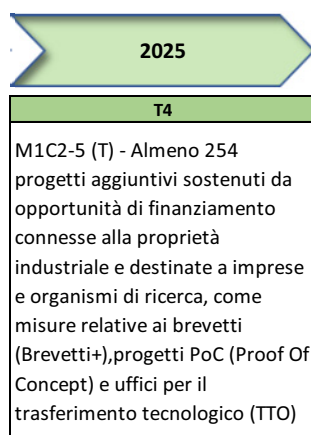 2025
T4
M1C2-5 (T) - Almeno 254
progetti aggiuntivi sostenuti da
opportunità di finanziamento
connesse alla proprietà
industriale e destinate a imprese
e organismi di ricerca, come
misure relative ai brevetti
(Brevetti+),progetti PoC (Proof Of
Concept) e uffici per il
trasferimento tecnologico (TTO)